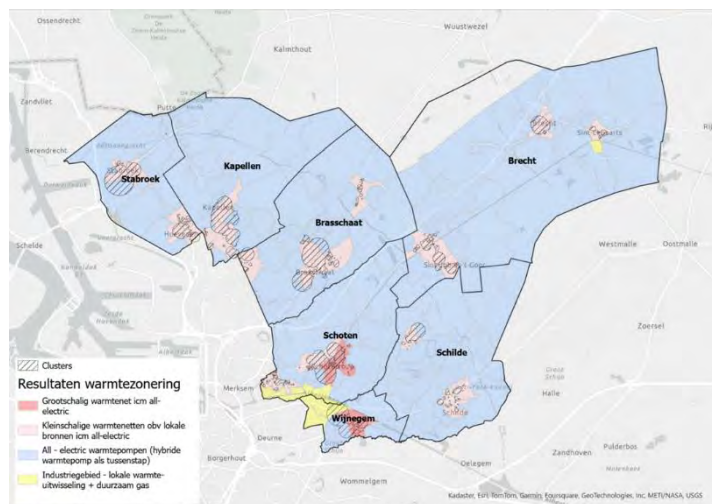 Ossendrecht
Wuustwezel
Kalmthout
Putte
Zandvliet
Berendrecht
Kapellen
Stabroek
Brecht
Brasschaat
Westmalle
Oostmalle
Schelde
Zoersel
Schoten
Schilde
Merksem
Halle
Schilde
Wijnegem
Deurne
Borgerhout
Oelegem
Zandhoven
Pulderbos
Wommelgem
Clusters
Resultaten warmtezonering
Grootschalig warmtenet icm all-
electric
Kleinschalige warmtenetten obv lokale
bronnen icm all-electric
All - electric warmtepompen (hybride
warmtepomp als tussenstap)
Industriegebied - lokale warmte-
uitwisseling + duurzaam gas
Kadaster, Esri, TomTom, Garmin, Foursquare, GeoTechnologies, Inc, METI/NASA, USGS